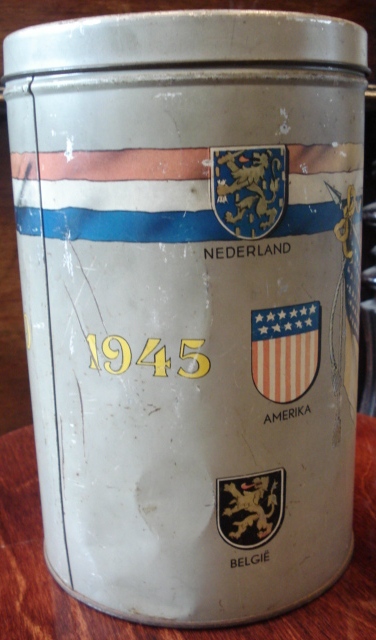 NEDERLAND
1945
AMERIKA
BELGIË